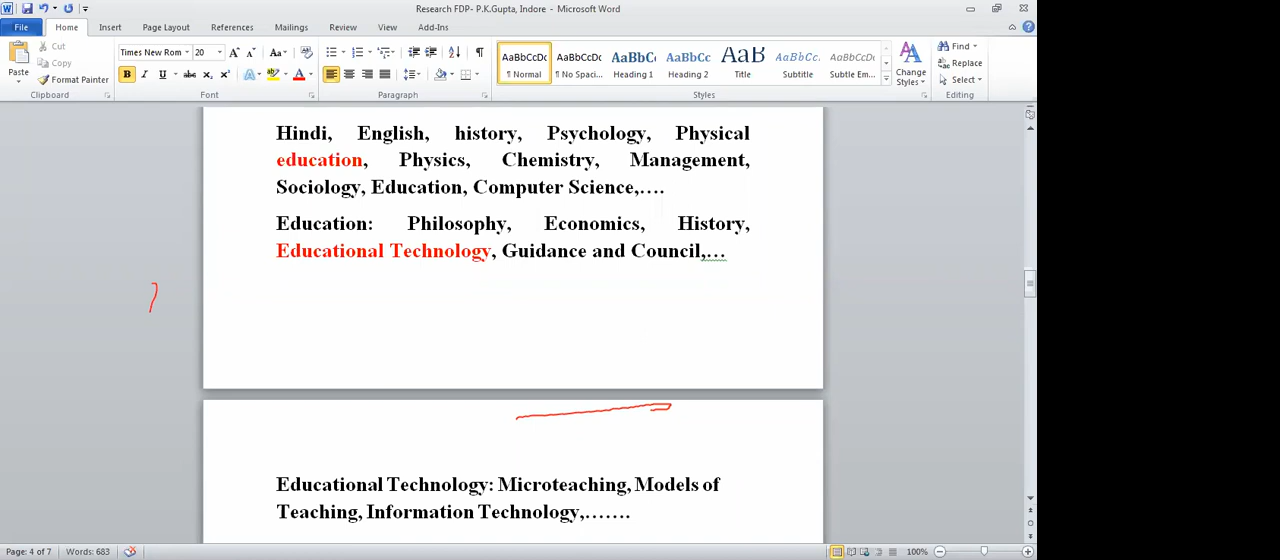 Research FDP- P.K.Gupta, Indore - Microsoft Word
File Home Insert Page Layout References Mailings Review View Add-Ins
Paste Cut Copy Format Painter
Times New Rom 20 Aa
B I U abc X₂ X² A
AaBbCcDc AaBbCcDc AaBbC AaBbCc AaB AaBbCc. AaBbCcDc
¶ Normal ¶ No Spaci... Heading 1 Heading 2 Title Subtitle Subtle Em...
Change Styles
Find Replace Select
Clipboard Font Paragraph Styles Editing
Hindi, English, history, Psychology, Physical
education, Physics, Chemistry, Management,
Sociology, Education, Computer Science,….
Education: Philosophy, Economics, History,
Educational Technology, Guidance and Council,…
Educational Technology: Microteaching, Models of
Teaching, Information Technology,…….
Page: 4 of 7 Words: 683 100%